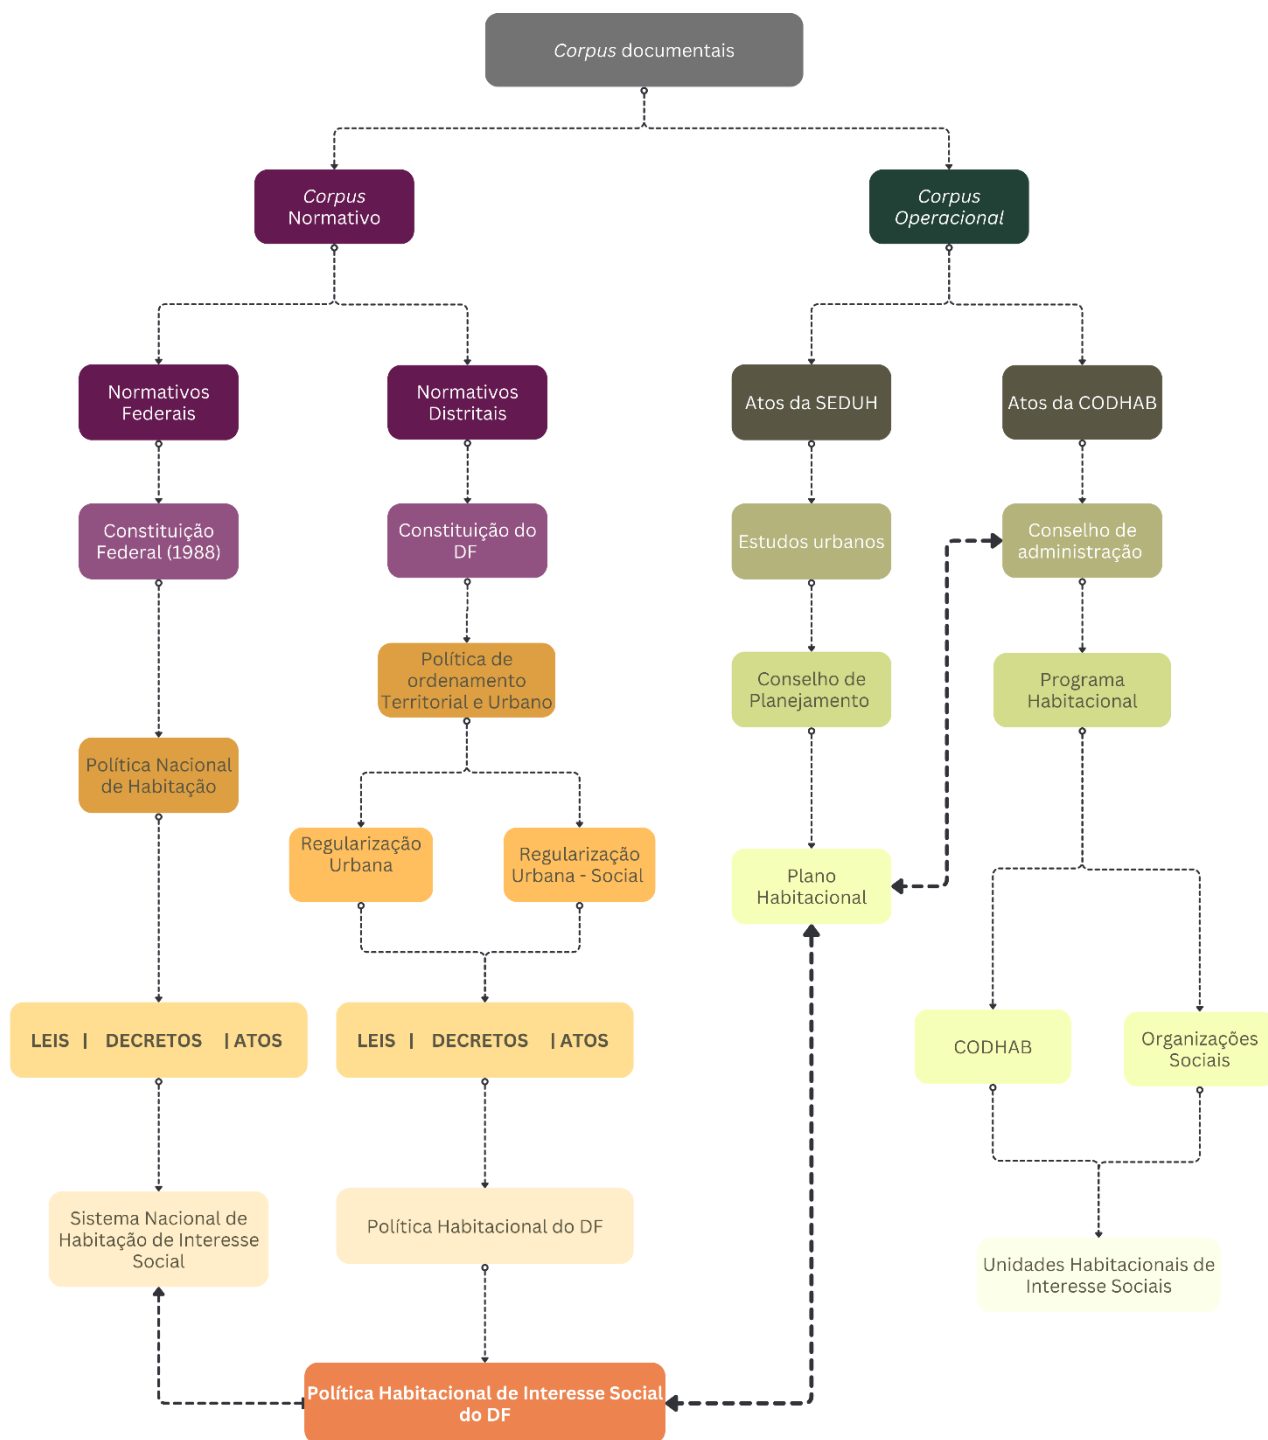 Corpus documentais
Corpus
Normativo
Corpus
Operacional
Normativos
Federais
Normativos
Distritais
Atos da SEDUH
Atos da CODHAB
Constituição
Federal (1988)
Constituição do
DF
Estudos urbanos
Conselho de
administração
Política de
ordenamento
Territorial e Urbano
Conselho de
Planejamento
Programa
Habitacional
Política Nacional
de Habitação
Regularização
Urbana
Regularização
Urbana - Social
Plano
Habitacional
LEIS | DECRETOS | ATOS
LEIS | DECRETOS | ATOS
CODHAB
Organizações
Sociais
Sistema Nacional de
Habitação de Interesse
Social
Política Habitacional do DF
Unidades Habitacionais de
Interesse Sociais
Política Habitacional de Interesse Social
do DF